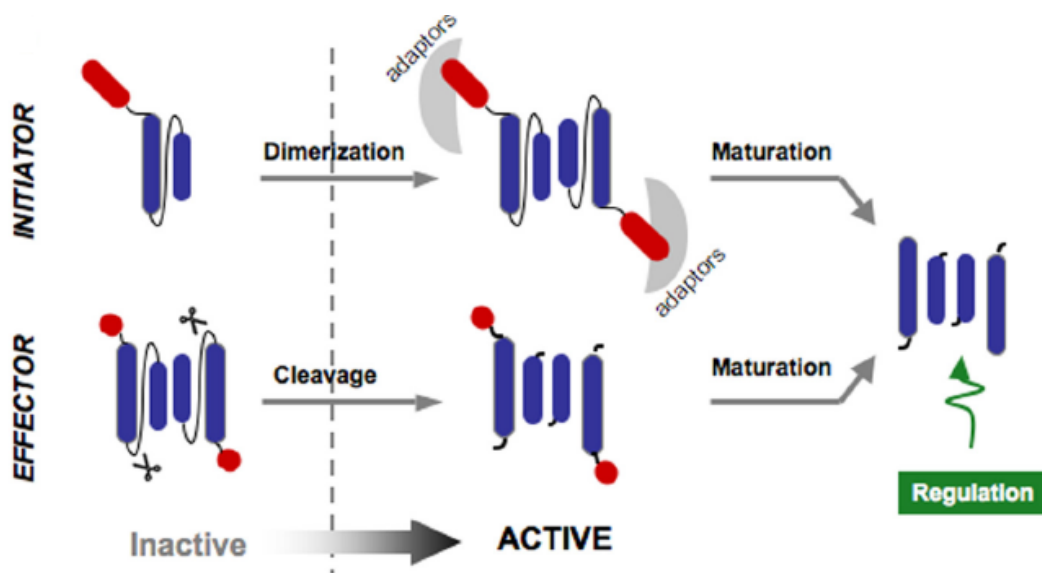 INITIATOR
adaptors
Dimerization
Maturation
adaptors
EFFECTOR
Cleavage
Maturation
Regulation
Inactive
ACTIVE